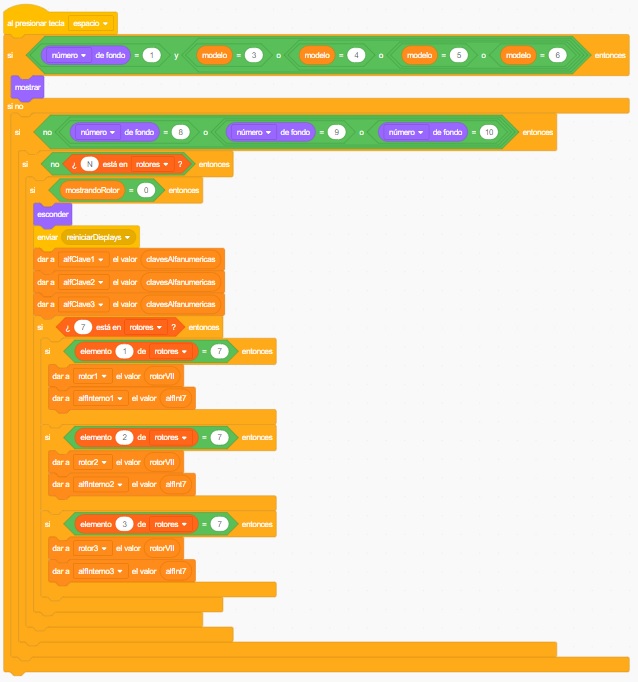 al presionar tecla espacio
si número de fondo = 1 y modelo = 3 o modelo = 4 o modelo = 5 o modelo = 6 entonces
mostrar
si no
si no número de fondo = 8 o número de fondo = 9 o número de fondo = 10 entonces
si no ¿ N está en rotores ? entonces
si mostrandoRotor = 0 entonces
esconder
enviar reiniciarDisplays
dar a alfClave1 el valor clavesAlfanumericas
dar a alfClave2 el valor clavesAlfanumericas
dar a alfClave3 el valor clavesAlfanumericas
si ¿ 7 está en rotores ? entonces
si elemento 1 de rotores = 7 entonces
dar a rotor1 el valor rotorVII
dar a alfInterno1 el valor alfInt7
si elemento 2 de rotores = 7 entonces
dar a rotor2 el valor rotorVII
dar a alfInterno2 el valor alfInt7
si elemento 3 de rotores = 7 entonces
dar a rotor3 el valor rotorVII
dar a alfInterno3 el valor alfInt7